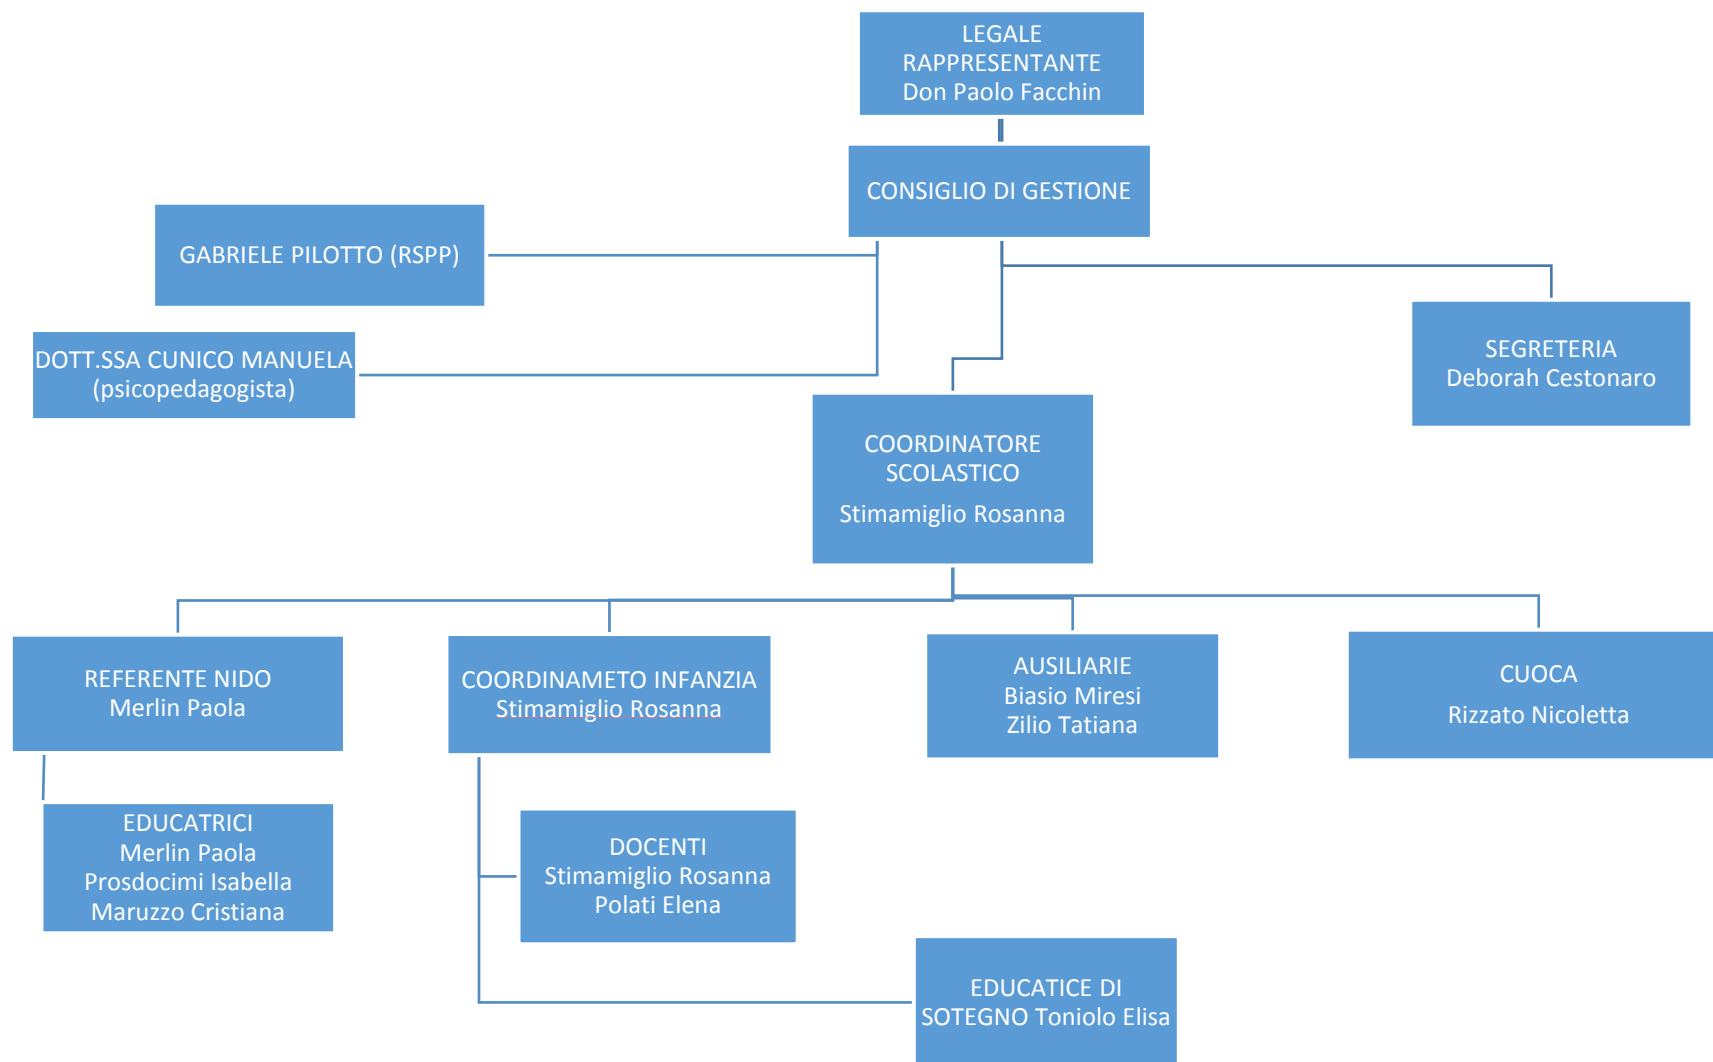 LEGALE
RAPPRESENTANTE
Don Paolo Facchin
CONSIGLIO DI GESTIONE
GABRIELE PILOTTO (RSPP)
DOTT.SSA CUNICO MANUELA
(psicopedagogista)
SEGRETERIA
Deborah Cestonaro
COORDINATORE
SCOLASTICO
Stimamiglio Rosanna
REFERENTE NIDO
Merlin Paola
COORDINAMETO INFANZIA
Stimamiglio Rosanna
AUSILIARIE
Biasio Miresi
Zilio Tatiana
CUOCA
Rizzato Nicoletta
EDUCATRICI
Merlin Paola
Prosdocimi Isabella
Maruzzo Cristiana
DOCENTI
Stimamiglio Rosanna
Polati Elena
EDUCATICE DI
SOTEGNO Toniolo Elisa